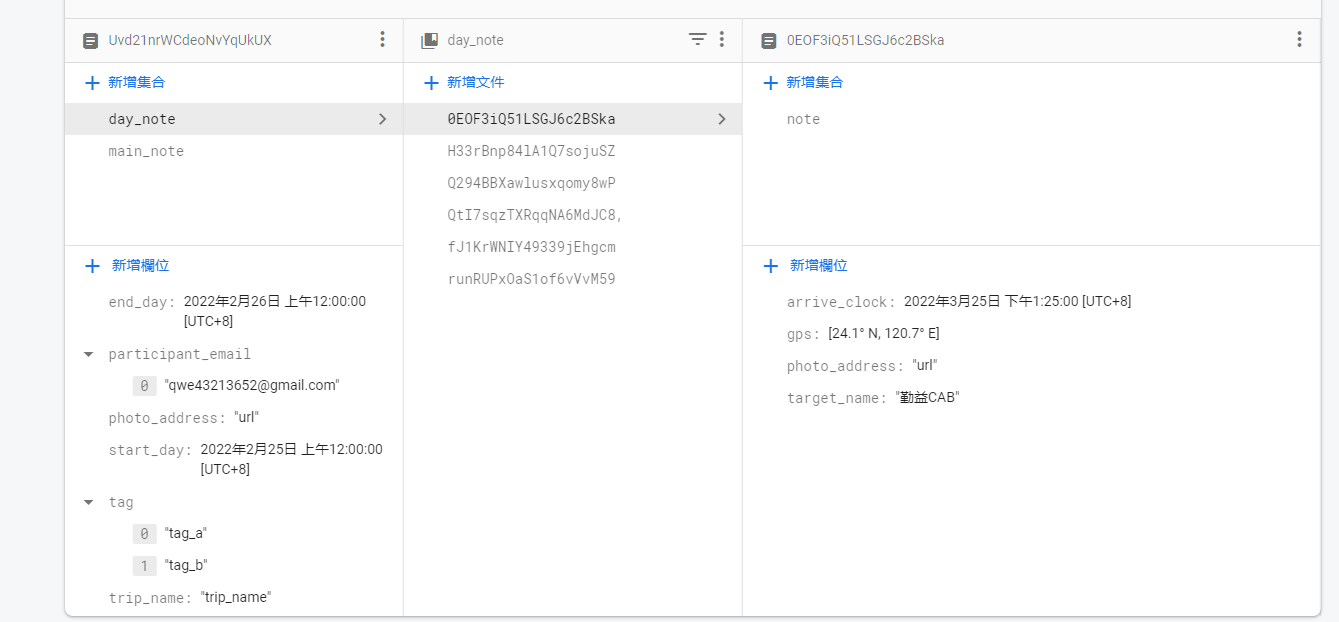 Uvd21nrWCdeoNvYqUkUX
新增集合
day_note
main_note
新增欄位
end_day: 2022年2月26日 上午12:00:00
[UTC+8]
participant_email
0 "qwe43213652@gmail.com"
photo_address: "url"
start_day: 2022年2月25日 上午12:00:00
[UTC+8]
tag
0 "tag_a"
1 "tag_b"
trip_name: "trip_name"
day_note
新增文件
0EOF3iQ51LSGJ6c2BSka
H33rBnp84lA1Q7sojuSZ
Q294BBXawlusxqomy8wP
QtI7sqzTXRqqNA6MdJC8,
fJ1KrWNIY49339jEhgcm
runRUPxOaS1of6vVvM59
0EOF3iQ51LSGJ6c2BSka
新增集合
note
新增欄位
arrive_clock: 2022年3月25日 下午1:25:00 [UTC+8]
gps: [24.1° N, 120.7° E]
photo_address: "url"
target_name: "勤益CAB"